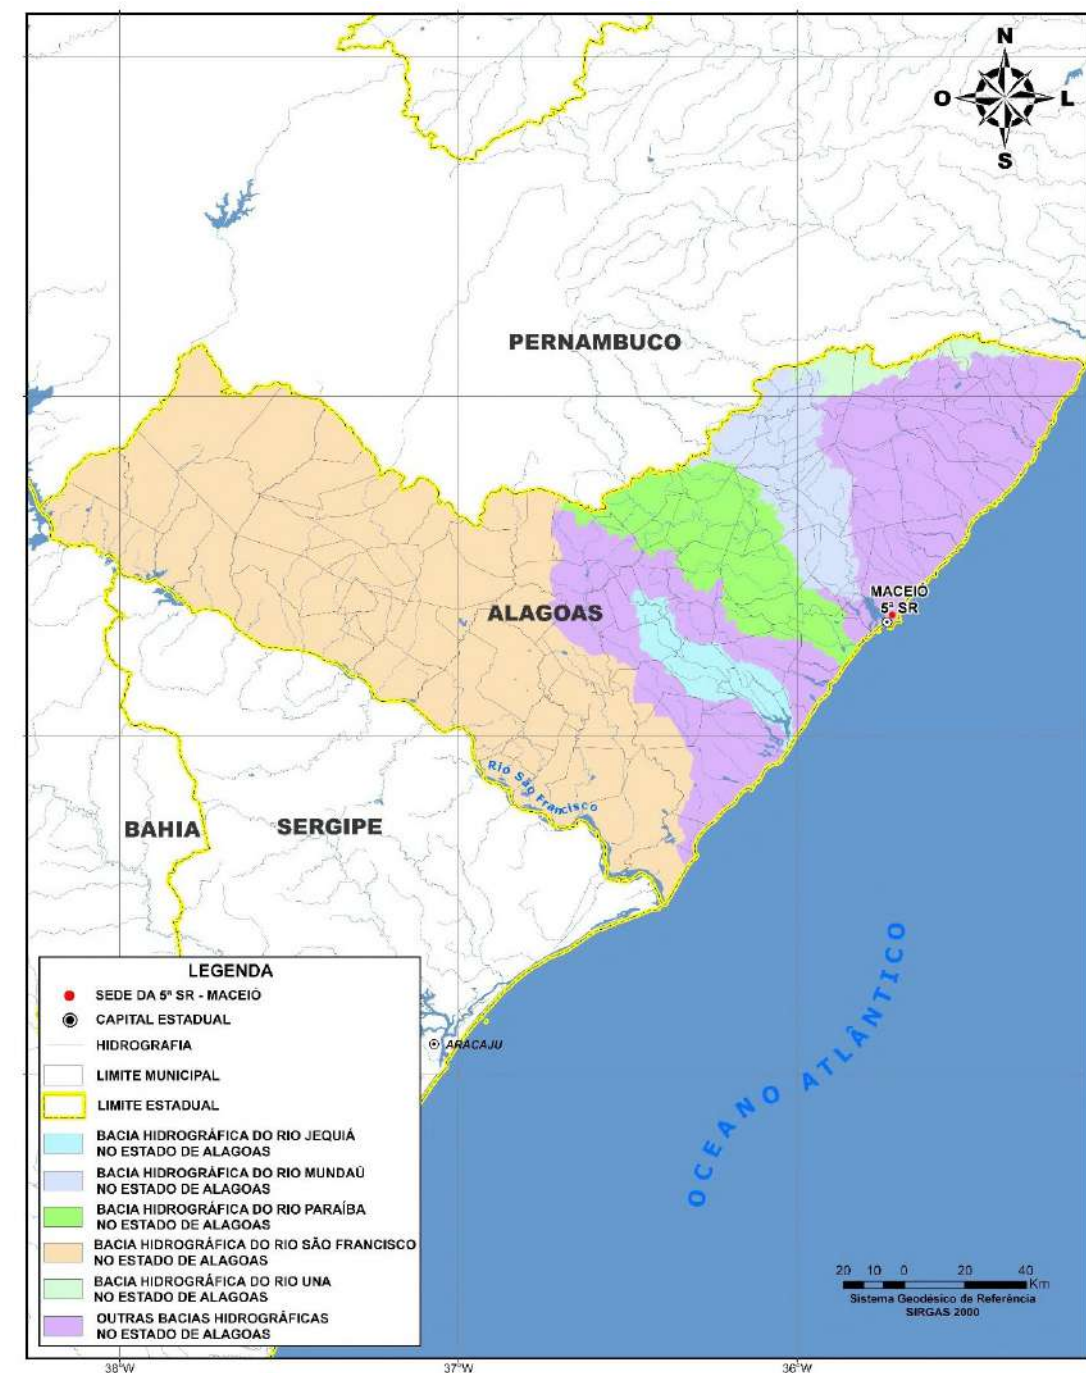 N
O L
S
PERNAMBUCO
MACEIÓ
5ª SR
ALAGOAS
Rio São Francisco
BAHIA
SERGIPE
OCEANO ATLÂNTICO
ARACAJU
LEGENDA
SEDE DA 5ª SR - MACEIÓ
CAPITAL ESTADUAL
HIDROGRAFIA
LIMITE MUNICIPAL
LIMITE ESTADUAL
BACIA HIDROGRÁFICA DO RIO JEQUIÁ
NO ESTADO DE ALAGOAS
BACIA HIDROGRÁFICA DO RIO MUNDAÚ
NO ESTADO DE ALAGOAS
BACIA HIDROGRÁFICA DO RIO PARAÍBA
NO ESTADO DE ALAGOAS
BACIA HIDROGRÁFICA DO RIO SÃO FRANCISCO
NO ESTADO DE ALAGOAS
BACIA HIDROGRÁFICA DO RIO UNA
NO ESTADO DE ALAGOAS
OUTRAS BACIAS HIDROGRÁFICAS
NO ESTADO DE ALAGOAS
20 10 0 20 40
Km
Sistema Geodésico de Referência
SIRGAS 2000
38°W 37°W 36°W